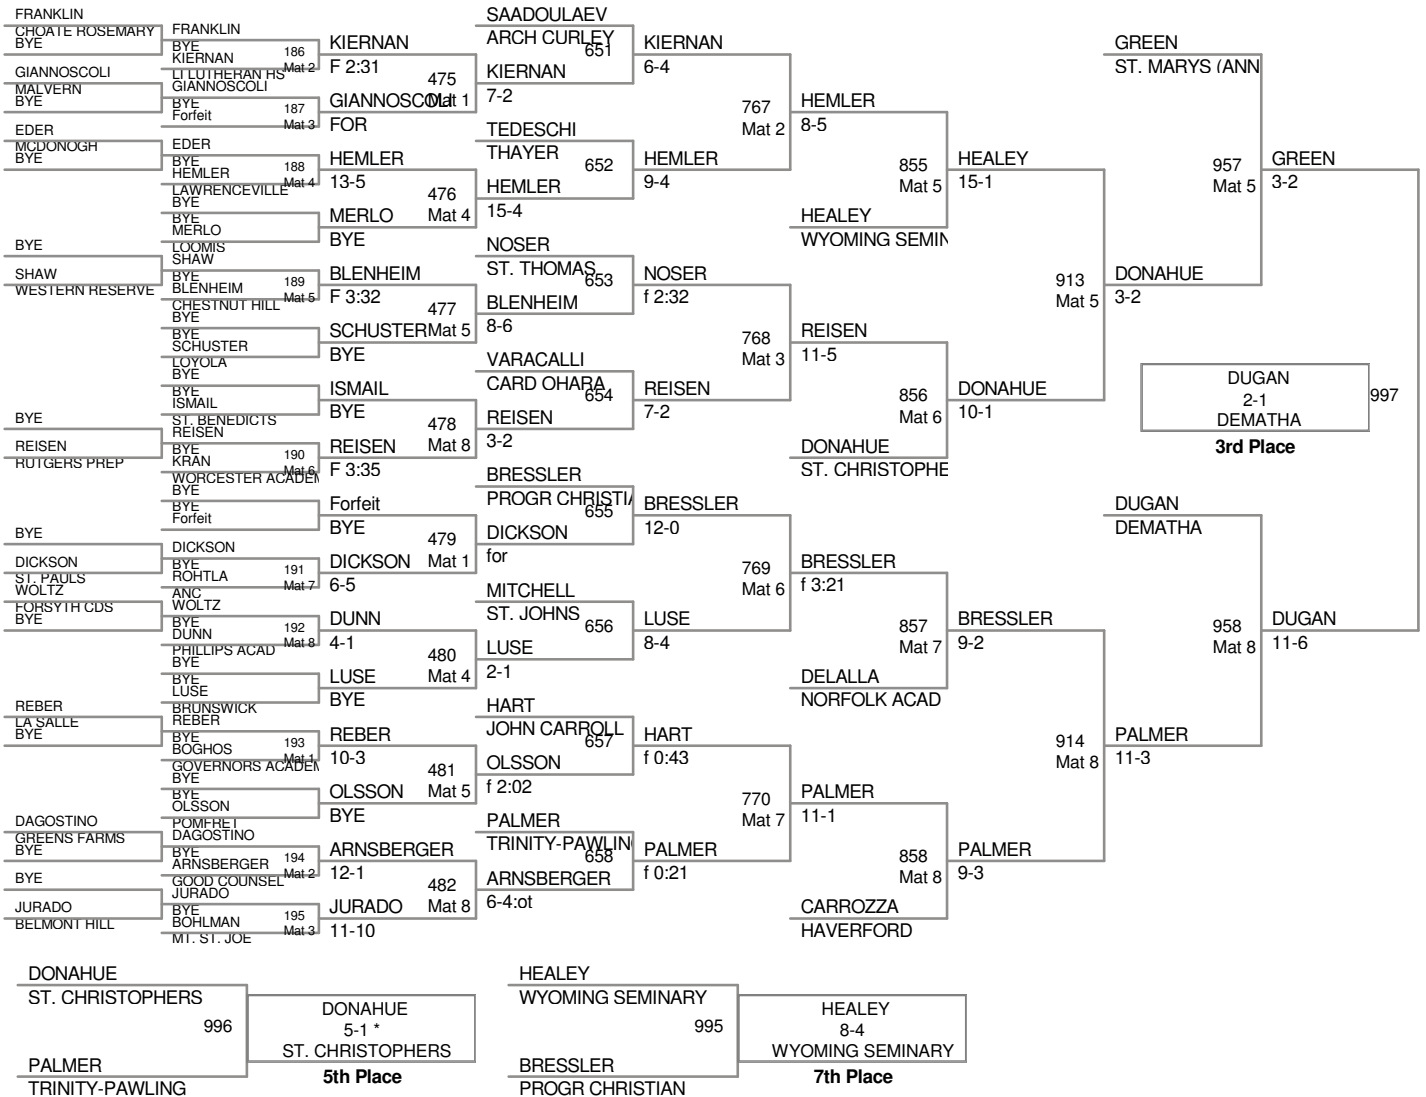 FRANKLIN
CHOATE ROSEMARY
BYE
GIANNOSCOLI
MALVERN
BYE
EDER
MCDONOGH
BYE
BYE
SHAW
WESTERN RESERVE
BYE
REISEN
RUTGERS PREP
BYE
DICKSON
ST. PAULS
WOLTZ
FORSYTH CDS
BYE
REBER
LA SALLE
BYE
DAGOSTINO
GREENS FARMS
BYE
BYE
JURADO
BELMONT HILL
FRANKLIN
BYE
KIERNAN
186
Mat 2
LI LUTHERAN HS
GIANNOSCOLI
BYE
Forfeit
187
Mat 3
EDER
BYE
HEMLER
188
Mat 4
LAWRENCEVILLE
BYE
BYE
MERLO
LOOMIS
SHAW
BYE
BLENHEIM
189
Mat 5
CHESTNUT HILL
BYE
BYE
SCHUSTER
LOYOLA
BYE
BYE
ISMAIL
ST. BENEDICTS
REISEN
BYE
KRAN
190
Mat 6
WORCESTER ACADEM
BYE
BYE
Forfeit
DICKSON
BYE
ROHTLA
191
Mat 7
ANC
WOLTZ
BYE
DUNN
192
Mat 8
PHILLIPS ACAD
BYE
BYE
LUSE
BRUNSWICK
REBER
BYE
BOGHOS
193
Mat 1
GOVERNORS ACADEM
BYE
BYE
OLSSON
POMFRET
DAGOSTINO
BYE
ARNSBERGER
194
Mat 2
GOOD COUNSEL
JURADO
BYE
BOHLMAN
195
Mat 3
MT. ST. JOE
KIERNAN
F 2:31
475
Mat 1
GIANNOSCOLI
FOR
HEMLER
13-5
476
Mat 4
MERLO
BYE
BLENHEIM
F 3:32
477
Mat 5
SCHUSTER
BYE
ISMAIL
BYE
478
Mat 8
REISEN
F 3:35
Forfeit
BYE
479
Mat 1
DICKSON
6-5
DUNN
4-1
480
Mat 4
LUSE
BYE
REBER
10-3
481
Mat 5
OLSSON
BYE
ARNSBERGER
12-1
482
Mat 8
JURADO
11-10
SAADOULAEV
ARCH CURLEY
651
KIERNAN
7-2
TEDESCHI
THAYER
652
HEMLER
15-4
NOSER
ST. THOMAS
653
BLENHEIM
8-6
VARACALLI
CARD OHARA
654
REISEN
3-2
BRESSLER
PROGR CHRISTIA
655
DICKSON
for
MITCHELL
ST. JOHNS
656
LUSE
2-1
HART
JOHN CARROLL
657
OLSSON
f 2:02
PALMER
TRINITY-PAWLING
658
ARNSBERGER
6-4:ot
KIERNAN
6-4
767
Mat 2
HEMLER
9-4
NOSER
f 2:32
768
Mat 3
REISEN
7-2
BRESSLER
12-0
769
Mat 6
LUSE
8-4
HART
f 0:43
770
Mat 7
PALMER
f 0:21
HEMLER
8-5
855
Mat 5
HEALEY
WYOMING SEMIN
REISEN
11-5
856
Mat 6
DONAHUE
ST. CHRISTOPHE
BRESSLER
f 3:21
857
Mat 7
DELALLA
NORFOLK ACAD
PALMER
11-1
858
Mat 8
CARROZZA
HAVERFORD
HEALEY
15-1
913
Mat 5
DONAHUE
10-1
BRESSLER
9-2
914
Mat 8
PALMER
9-3
GREEN
ST. MARYS (ANN
957
Mat 5
DONAHUE
3-2
DUGAN
DEMATHA
958
Mat 8
PALMER
11-3
GREEN
3-2
DUGAN
2-1
DEMATHA
997
3rd Place
DUGAN
11-6
DONAHUE
ST. CHRISTOPHERS
996
PALMER
TRINITY-PAWLING
DONAHUE
5-1 *
ST. CHRISTOPHERS
5th Place
HEALEY
WYOMING SEMINARY
995
BRESSLER
PROGR CHRISTIAN
HEALEY
8-4
WYOMING SEMINARY
7th Place